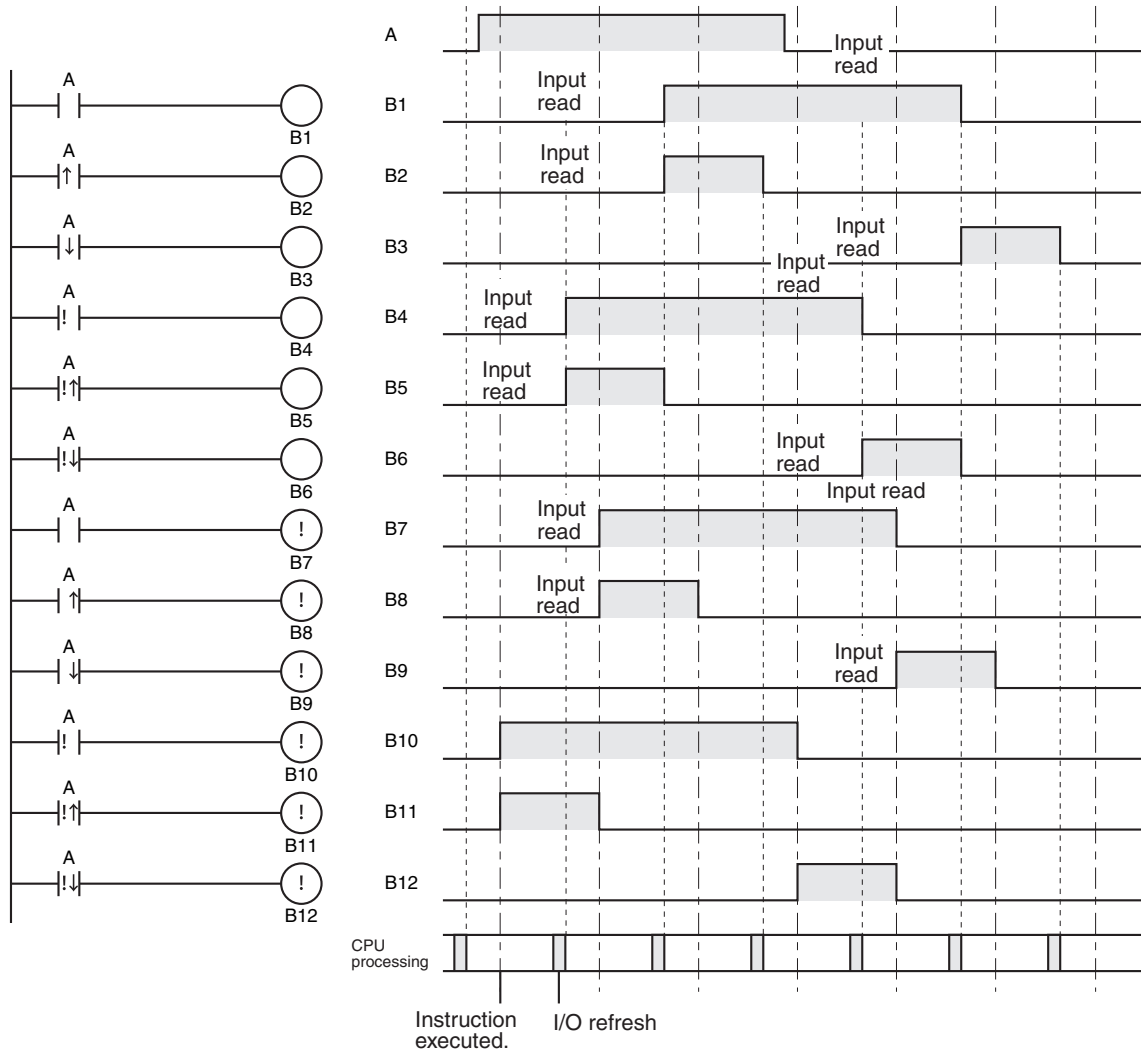 A
B1
A
↑
B2
A
↓
B3
A
!
B4
A
!↑
B5
A
!↓
B6
A
!
B7
A
↑
!
B8
A
↓
!
B9
A
!
!
B10
A
!↑
!
B11
A
!↓
!
B12
A
Input
read
B1
Input
read
B2
Input
read
B3
Input
read
Input
read
B4
Input
read
B5
Input
read
B6
Input
read
Input read
B7
Input
read
B8
Input
read
B9
Input
read
B10
B11
B12
CPU
processing
Instruction
executed.
I/O refresh